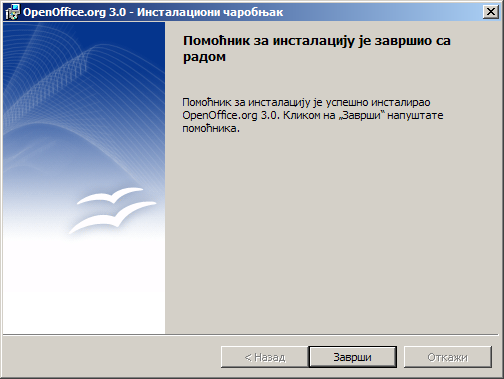 OpenOffice.org 3.0 - Инсталациони чаробњак
Помоћник за инсталацију је завршио са
радом
Помоћник за инсталацију је успешно инсталирао
OpenOffice.org 3.0. Кликом на „Заврши“ напуштате
помоћника.
< Назад
Заврши
Откажи